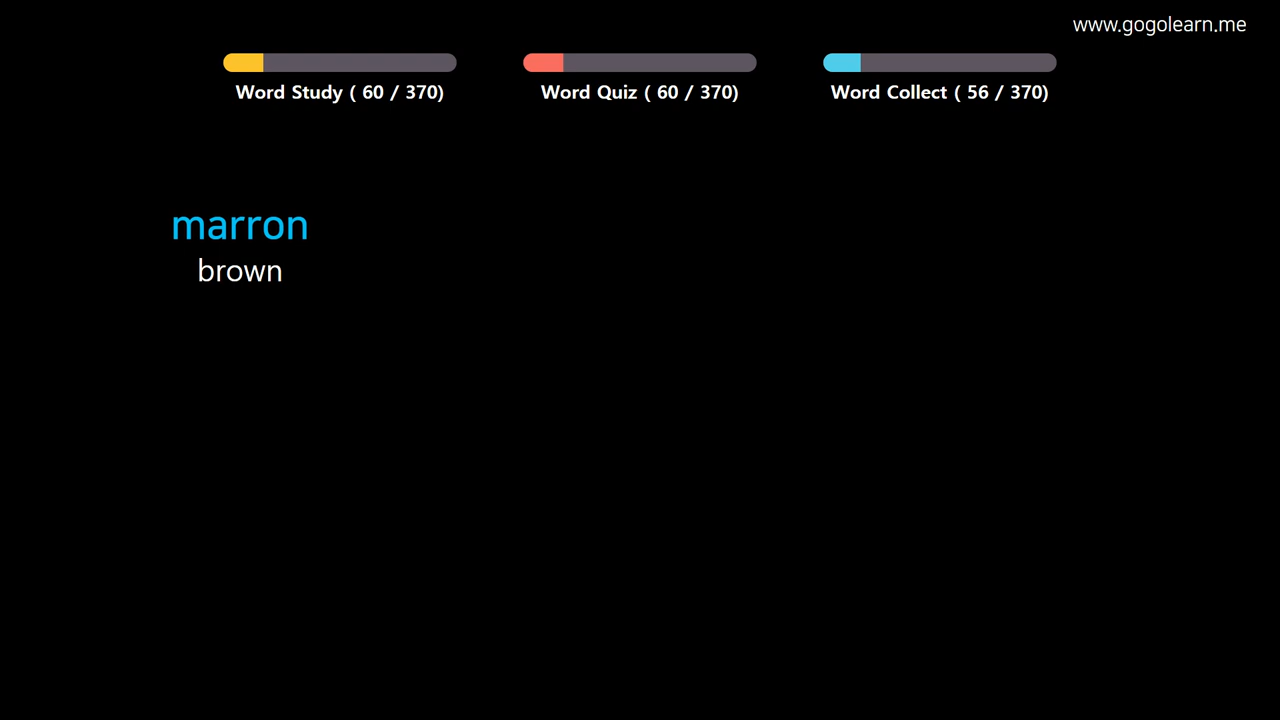 www.gogolearn.me
Word Study ( 60 / 370)
Word Quiz ( 60 / 370)
Word Collect ( 56 / 370)
marron
brown